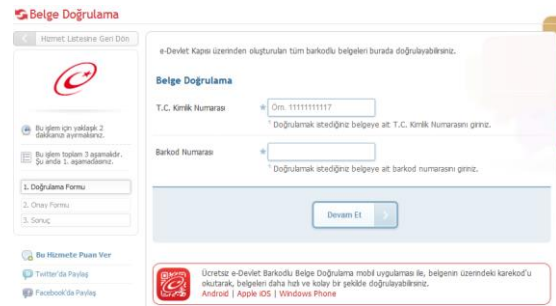 Belge Doğrulama
Hizmet Listesine Geri Dön
Bu işlem için yaklaşık 2
dakikanızı ayırmalısınız.
Bu işlem toplam 3 aşamalıdır.
Şu anda 1. aşamadasınız.
1. Doğrulama Formu
2. Onay Formu
3. Sonuç
Bu Hizmete Puan Ver
Twitter'da Paylaş
Facebook'da Paylaş
e-Devlet Kapısı üzerinden oluşturulan tüm barkodlu belgeleri burada doğrulayabilirsiniz.
Belge Doğrulama
T.C. Kimlik Numarası
* Örn. 11111111117
* Doğrulamak istediğiniz belgeye ait T.C. Kimlik Numarasını giriniz.
Barkod Numarası
*
* Doğrulamak istediğiniz belgeye ait barkod numarasını giriniz.
Devam Et
Ücretsiz e-Devlet Barkodlu Belge Doğrulama mobil uygulaması ile, belgenin üzerindeki karekod'u
okutarak, belgeleri daha hızlı ve kolay bir şekilde doğrulayabilirsiniz.
Android | Apple iOS | Windows Phone